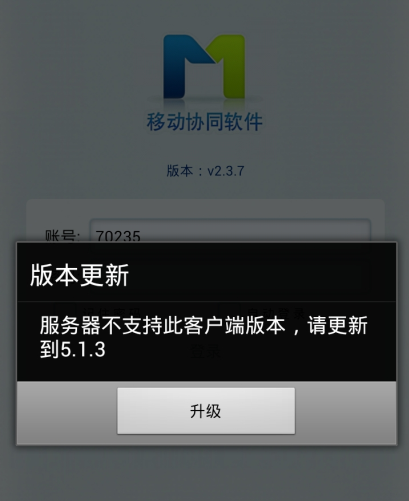 移动协同软件
版本：v2.3.7
账号: 70235
版本更新
服务器不支持此客户端版本，请更新
到5.1.3
升级